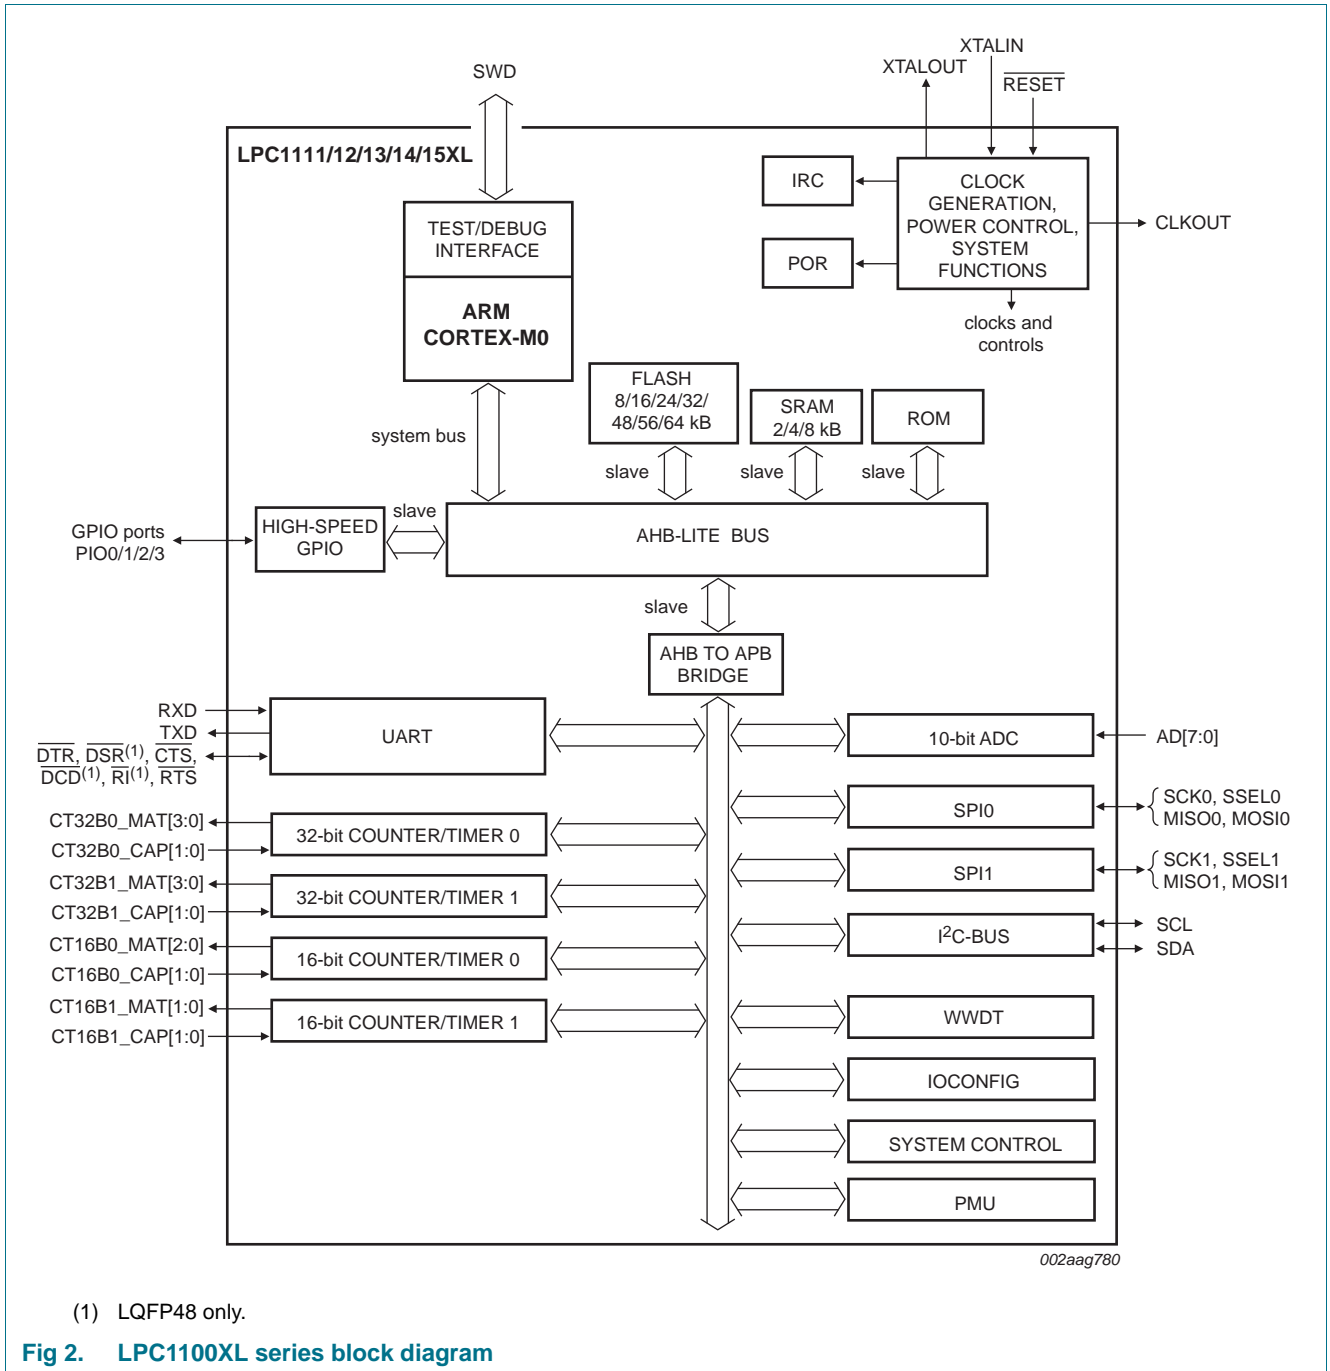 XTALIN
SWD
XTALOUT
RESET
LPC1111/12/13/14/15XL
IRC
CLOCK
GENERATION,
POWER CONTROL,
SYSTEM
FUNCTIONS
TEST/DEBUG
INTERFACE
CLKOUT
POR
ARM
CORTEX-M0
clocks and
controls
FLASH
8/16/24/32/
48/56/64 kB
SRAM
2/4/8 kB
ROM
system bus
slave
slave
slave
slave
GPIO ports
PIO0/1/2/3
HIGH-SPEED
GPIO
AHB-LITE BUS
slave
AHB TO APB
BRIDGE
RXD
TXD
DTR, DSR(1), CTS,
DCD(1), RI(1), RTS
UART
10-bit ADC
AD[7:0]
CT32B0_MAT[3:0]
CT32B0_CAP[1:0]
32-bit COUNTER/TIMER 0
SPI0
SCK0, SSEL0
MISO0, MOSI0
CT32B1_MAT[3:0]
CT32B1_CAP[1:0]
32-bit COUNTER/TIMER 1
SPI1
SCK1, SSEL1
MISO1, MOSI1
CT16B0_MAT[2:0]
CT16B0_CAP[1:0]
16-bit COUNTER/TIMER 0
I2C-BUS
SCL
SDA
CT16B1_MAT[1:0]
CT16B1_CAP[1:0]
16-bit COUNTER/TIMER 1
WWDT
IOCONFIG
SYSTEM CONTROL
PMU
002aag780
(1) LQFP48 only.
Fig 2. LPC1100XL series block diagram